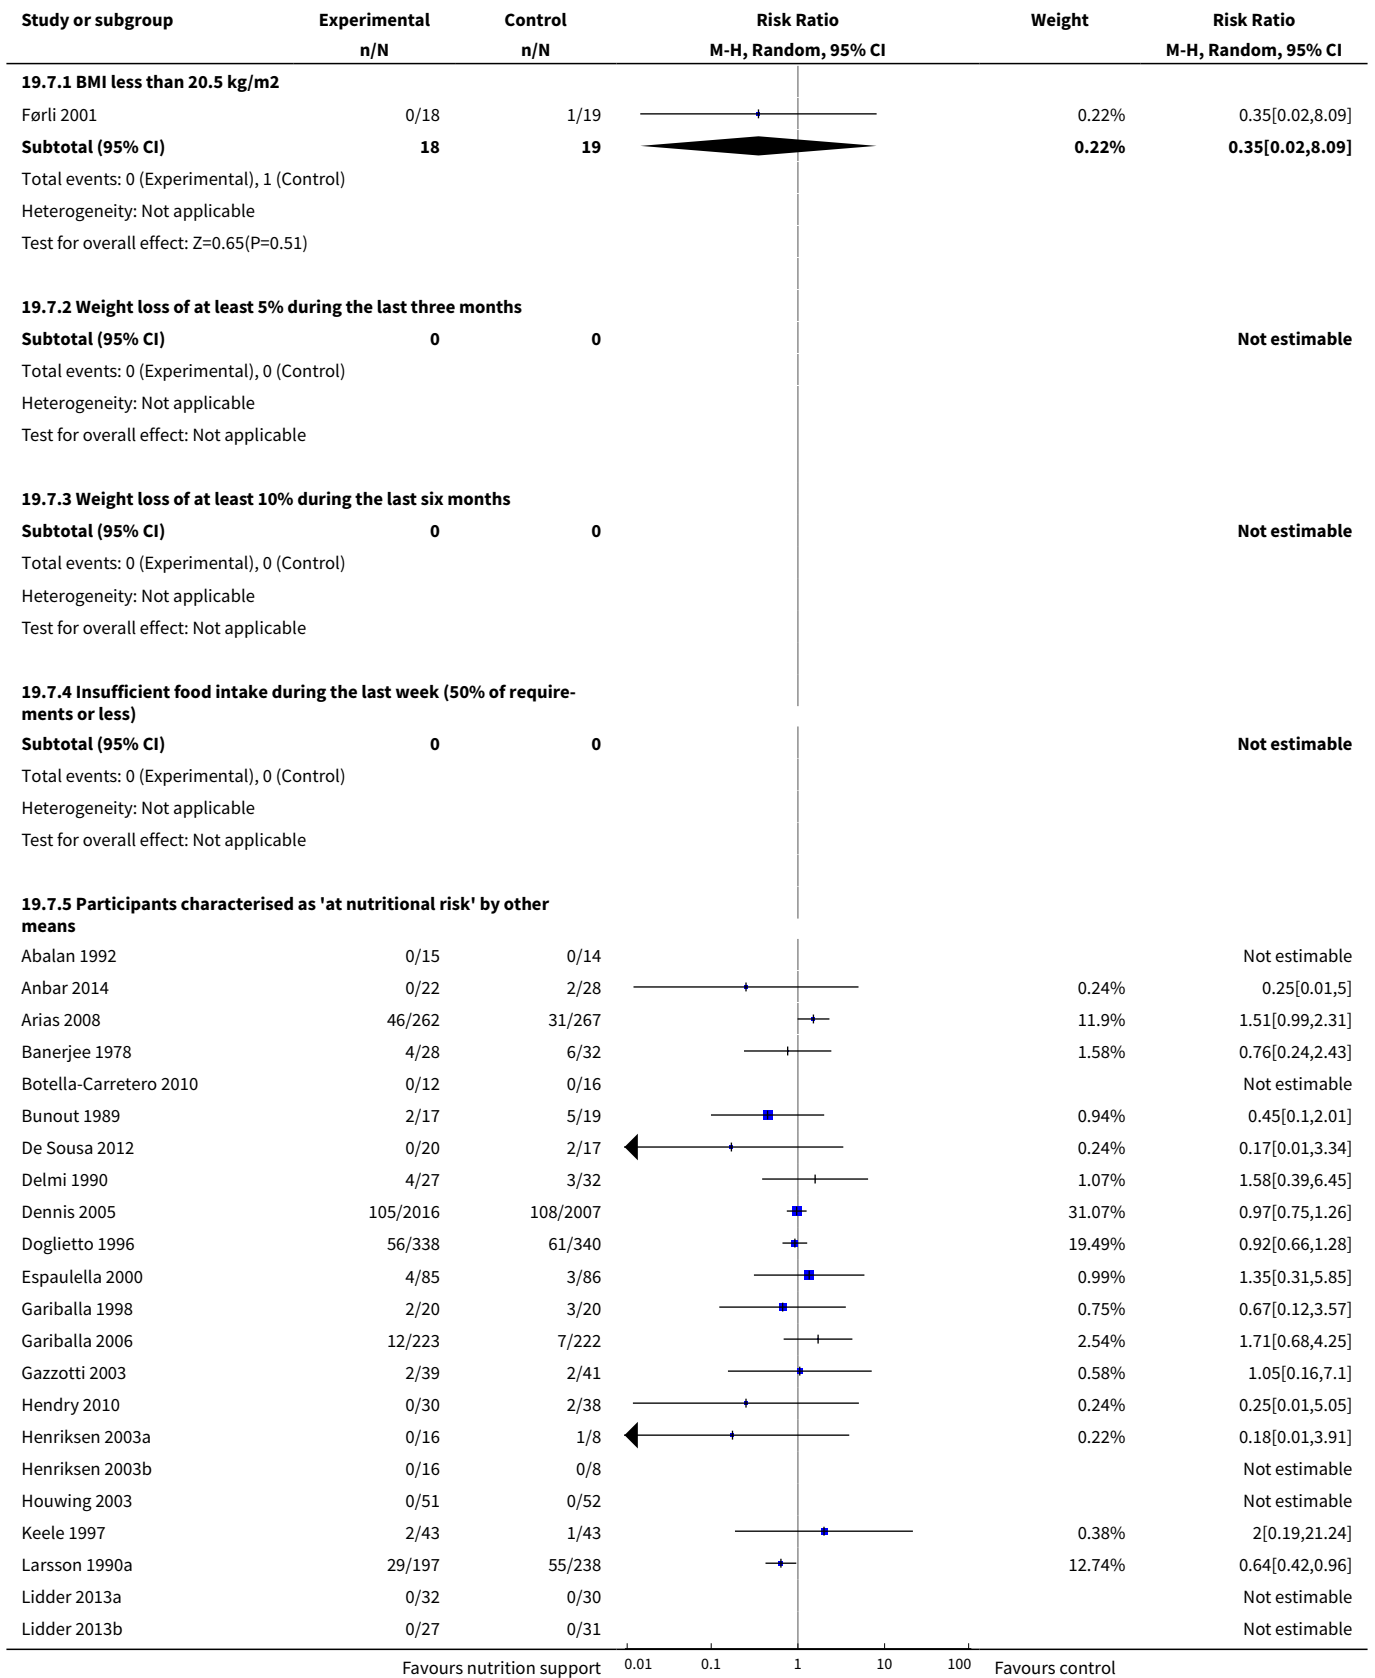 Study or subgroup Experimental Control Risk Ratio Weight Risk Ratio
n/N n/N M-H, Random, 95% CI M-H, Random, 95% CI
19.7.1 BMI less than 20.5 kg/m2
Førli 2001 0/18 1/19 0.22% 0.35[0.02,8.09]
Subtotal (95% CI) 18 19 0.22% 0.35[0.02,8.09]
Total events: 0 (Experimental), 1 (Control)
Heterogeneity: Not applicable
Test for overall effect: Z=0.65(P=0.51)
19.7.2 Weight loss of at least 5% during the last three months
Subtotal (95% CI) 0 0 Not estimable
Total events: 0 (Experimental), 0 (Control)
Heterogeneity: Not applicable
Test for overall effect: Not applicable
19.7.3 Weight loss of at least 10% during the last six months
Subtotal (95% CI) 0 0 Not estimable
Total events: 0 (Experimental), 0 (Control)
Heterogeneity: Not applicable
Test for overall effect: Not applicable
19.7.4 Insufficient food intake during the last week (50% of require-
ments or less)
Subtotal (95% CI) 0 0 Not estimable
Total events: 0 (Experimental), 0 (Control)
Heterogeneity: Not applicable
Test for overall effect: Not applicable
19.7.5 Participants characterised as 'at nutritional risk' by other
means
Abalan 1992 0/15 0/14 Not estimable
Anbar 2014 0/22 2/28 0.24% 0.25[0.01,5]
Arias 2008 46/262 31/267 11.9% 1.51[0.99,2.31]
Banerjee 1978 4/28 6/32 1.58% 0.76[0.24,2.43]
Botella-Carretero 2010 0/12 0/16 Not estimable
Bunout 1989 2/17 5/19 0.94% 0.45[0.1,2.01]
De Sousa 2012 0/20 2/17 0.24% 0.17[0.01,3.34]
Delmi 1990 4/27 3/32 1.07% 1.58[0.39,6.45]
Dennis 2005 105/2016 108/2007 31.07% 0.97[0.75,1.26]
Doglietto 1996 56/338 61/340 19.49% 0.92[0.66,1.28]
Espaulella 2000 4/85 3/86 0.99% 1.35[0.31,5.85]
Gariballa 1998 2/20 3/20 0.75% 0.67[0.12,3.57]
Gariballa 2006 12/223 7/222 2.54% 1.71[0.68,4.25]
Gazzotti 2003 2/39 2/41 0.58% 1.05[0.16,7.1]
Hendry 2010 0/30 2/38 0.24% 0.25[0.01,5.05]
Henriksen 2003a 0/16 1/8 0.22% 0.18[0.01,3.91]
Henriksen 2003b 0/16 0/8 Not estimable
Houwing 2003 0/51 0/52 Not estimable
Keele 1997 2/43 1/43 0.38% 2[0.19,21.24]
Larsson 1990a 29/197 55/238 12.74% 0.64[0.42,0.96]
Lidder 2013a 0/32 0/30 Not estimable
Lidder 2013b 0/27 0/31 Not estimable
Favours nutrition support 0.01 0.1 1 10 100 Favours control